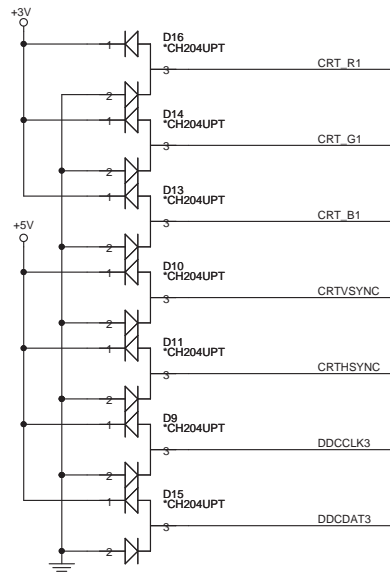 +3V
D16
*CH204UPT
1
3
CRT_R1
2
D14
*CH204UPT
1
3
CRT_G1
2
D13
*CH204UPT
1
3
CRT_B1
2
+5V
D10
*CH204UPT
1
3
CRTVSYNC
2
D11
*CH204UPT
1
3
CRTHSYNC
2
D9
*CH204UPT
1
3
DDCCLK3
2
D15
*CH204UPT
1
3
DDCDAT3
2